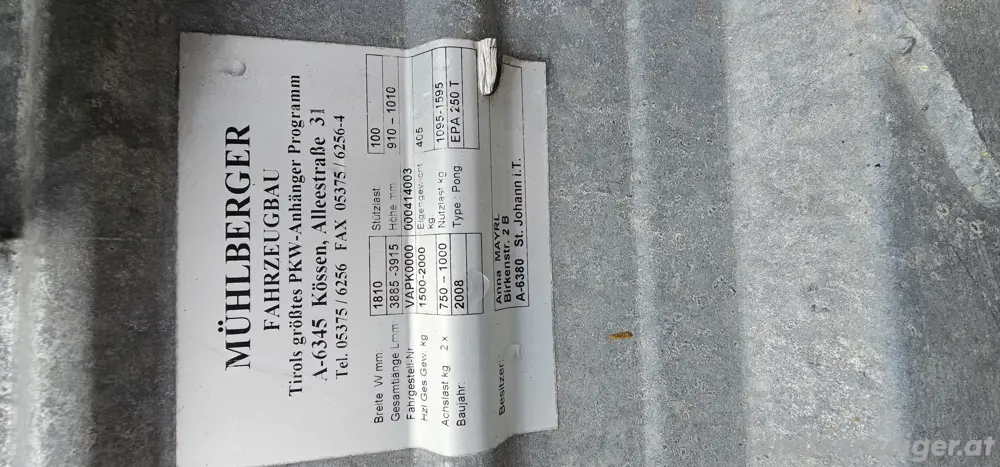 MÜHLBERGER
FAHRZEUGBAU
Tirols größtes PKW-Anhänger Programm
A-6345 Kössen, Alleestraße 31
Tel. 05375 / 6256 FAX 05375 / 6256-4
Breite W mm: 1810 Stützlast 100
Gesamtlänge Lmm 3885 -3915 Höhe mm 910 – 1010
Fahrgestell-Nr VAPK0000 000414003
Hzl Ges Gew. kg 1500-2000 Eigengewicht kg 405
Achslast kg 2 x 750 – 1000 Nutzlast kg 1095-1595
Baujahr: 2008 Type Pong EPA 250 T
Besitzer:
Anna MAYRL
Birkenstr. 2 B
A-6380 St. Johann i. T.